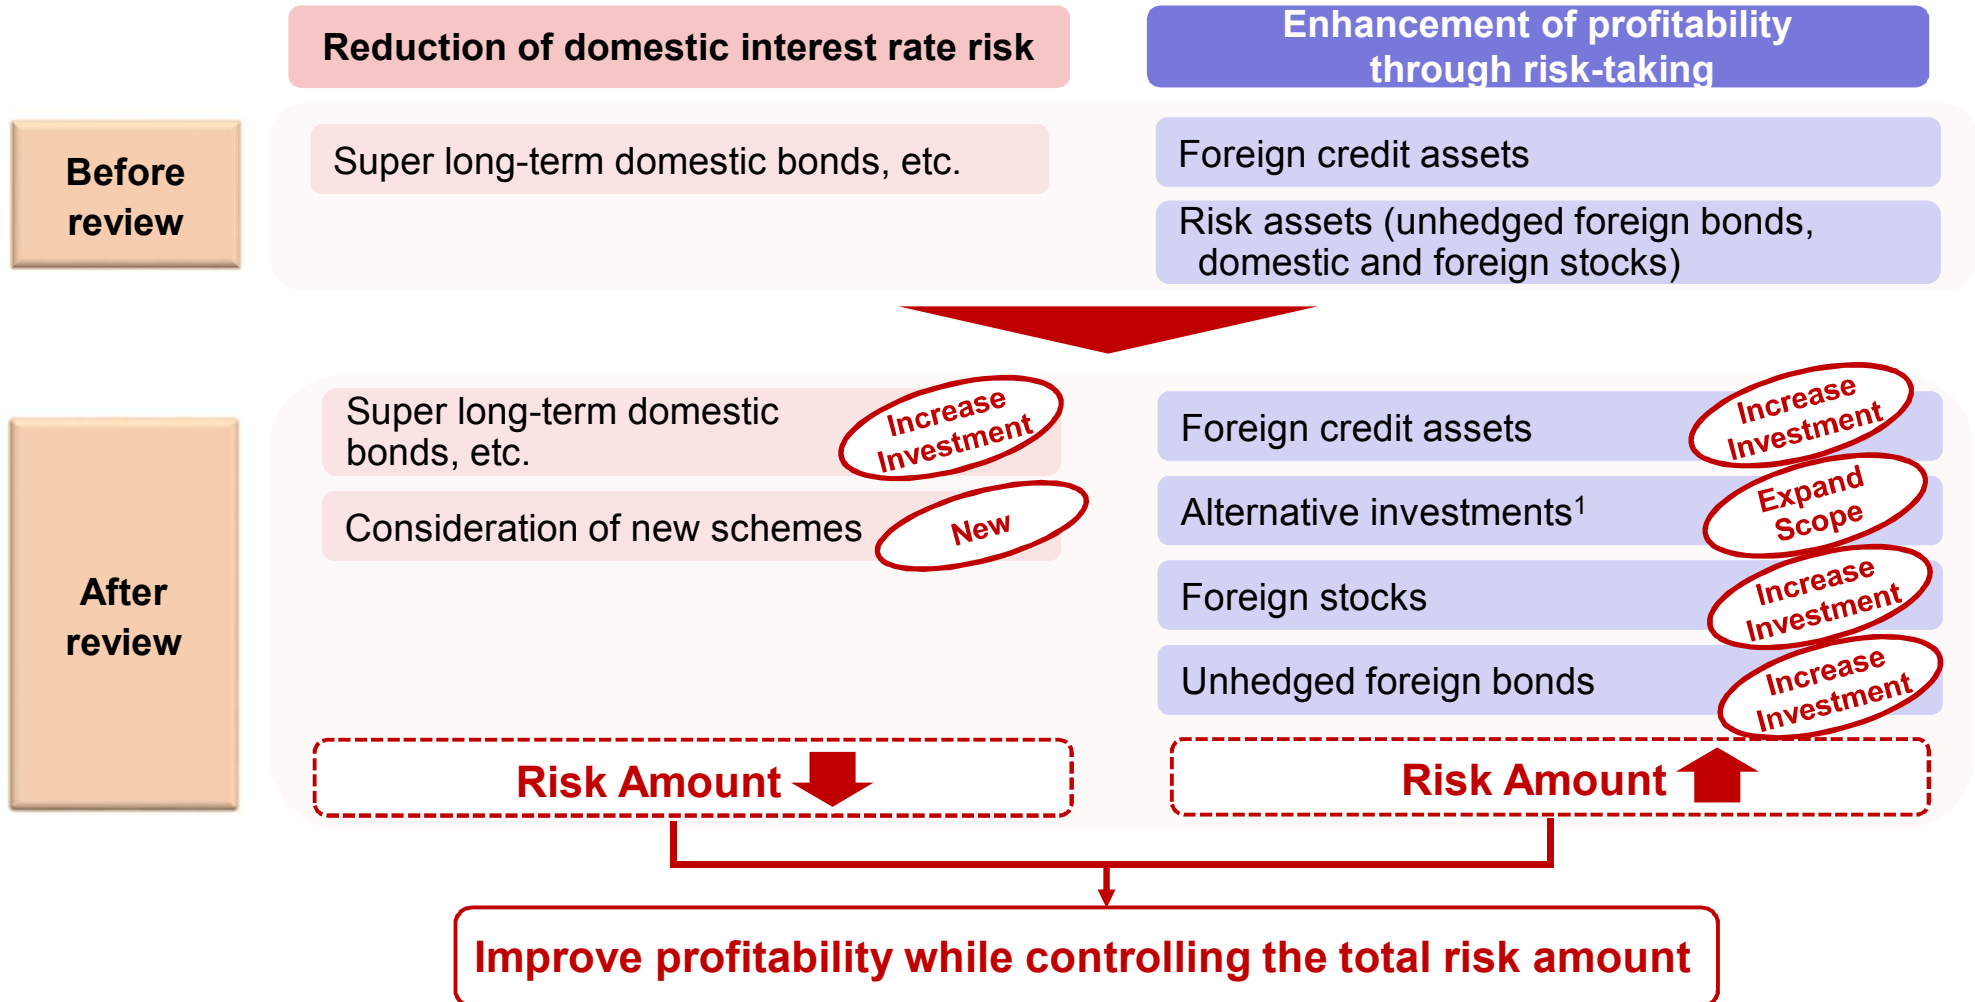 Reduction of domestic interest rate risk
Enhancement of profitability
through risk-taking
Before
review
Super long-term domestic bonds, etc.
Foreign credit assets
Risk assets (unhedged foreign bonds,
domestic and foreign stocks)
After
review
Super long-term domestic
bonds, etc.
Increase
Investment
Consideration of new schemes
New
Foreign credit assets
Increase
Investment
Alternative investments¹
Expand
Scope
Foreign stocks
Increase
Investment
Unhedged foreign bonds
Increase
Investment
Risk Amount
Risk Amount
Improve profitability while controlling the total risk amount